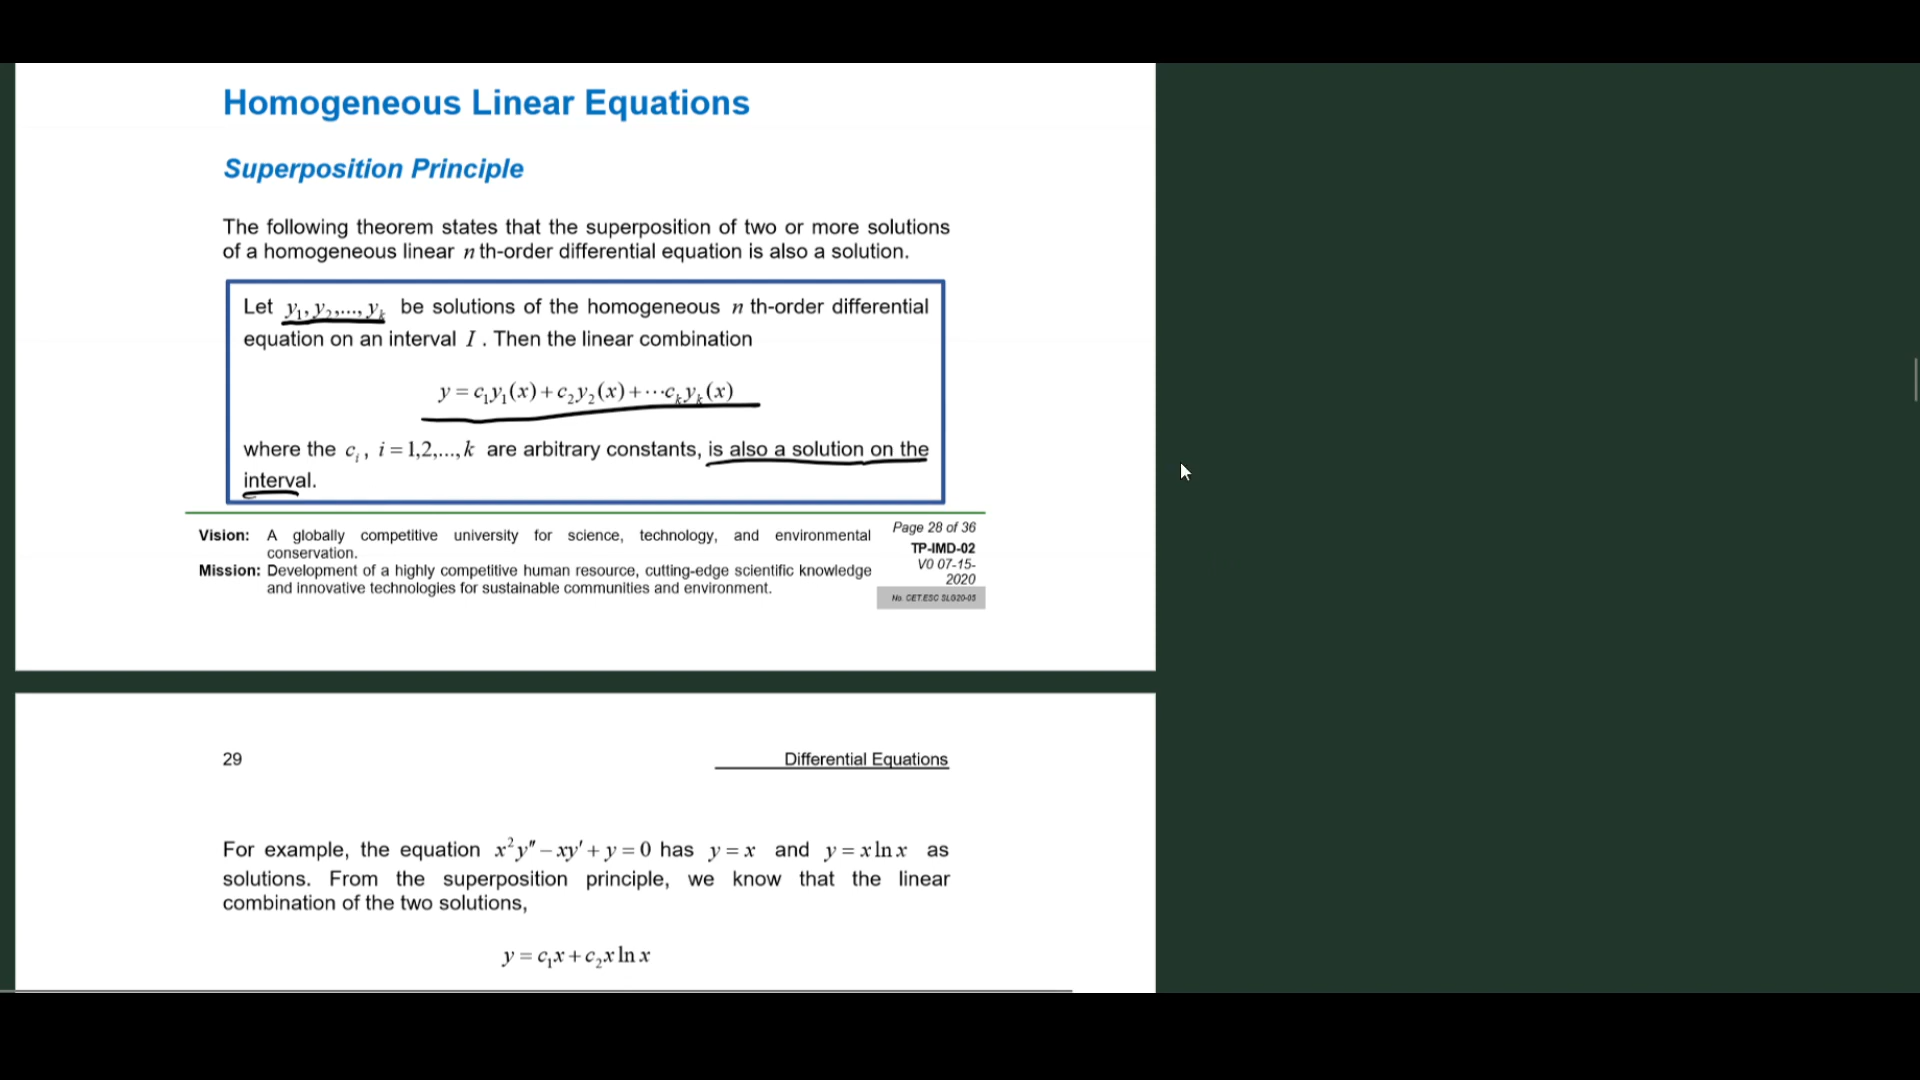 Homogeneous Linear Equations
Superposition Principle
The following theorem states that the superposition of two or more solutions
of a homogeneous linear n th-order differential equation is also a solution.
Let y₁, y₂,..., yₖ be solutions of the homogeneous n th-order differential
equation on an interval I . Then the linear combination
y = c₁y₁(x) + c₂y₂(x) + ···cₖyₖ(x)
where the cᵢ, i = 1,2,...,k are arbitrary constants, is also a solution on the
interval.
Vision: A globally competitive university for science, technology, and environmental
conservation.
Mission: Development of a highly competitive human resource, cutting-edge scientific knowledge
and innovative technologies for sustainable communities and environment.
Page 28 of 36
TP-IMD-02
V0 07-15-
2020
No. CET.ESC SLG20-05
29
Differential Equations
For example, the equation x²y″ − xy′ + y = 0 has y = x and y = x ln x as
solutions. From the superposition principle, we know that the linear
combination of the two solutions,
y = c₁x + c₂x ln x